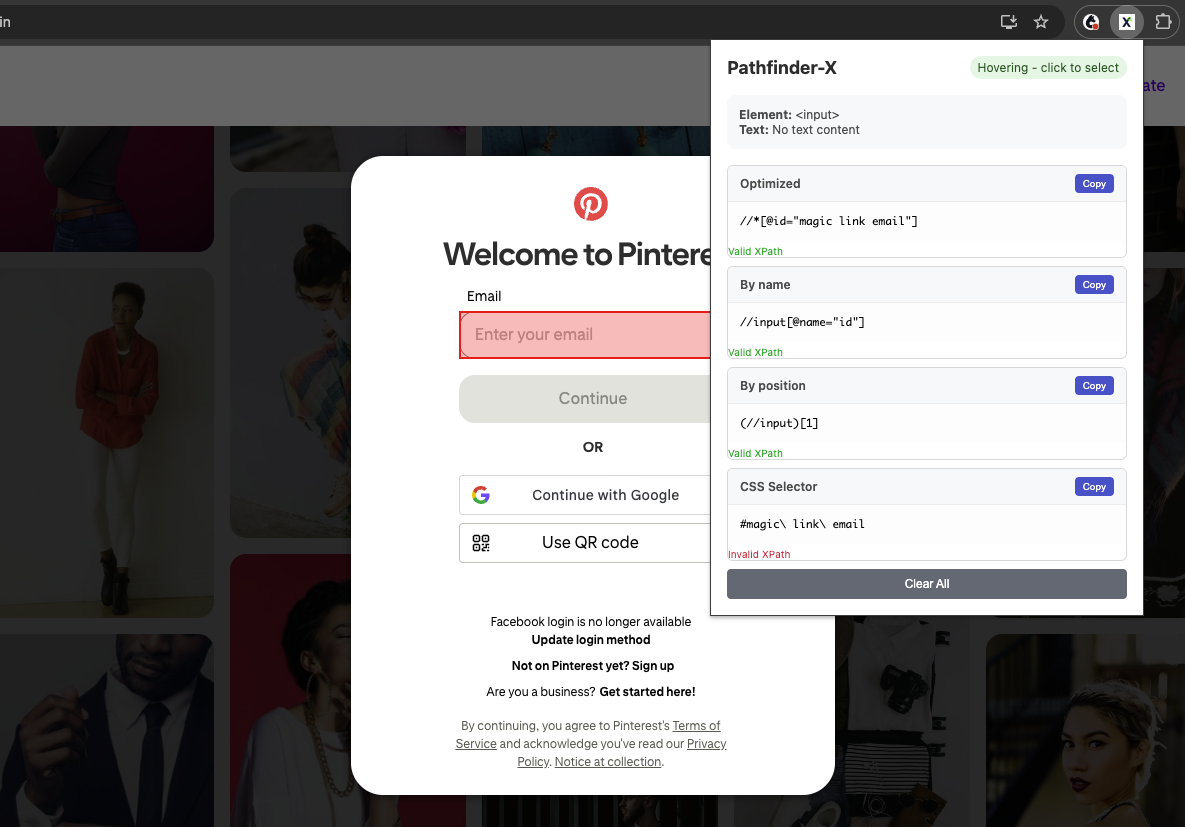 in
Pathfinder-X
Hovering - click to select
ate
Element: <input>
Text: No text content
Optimized
Copy
//*[@id="magic link email"]
Valid XPath
By name
Copy
//input[@name="id"]
Valid XPath
By position
Copy
(//input)[1]
Valid XPath
CSS Selector
Copy
#magic\ link\ email
Invalid XPath
Clear All
Welcome to Pintere
Email
Enter your email
Continue
OR
Continue with Google
Use QR code
Facebook login is no longer available
Update login method
Not on Pinterest yet? Sign up
Are you a business? Get started here!
By continuing, you agree to Pinterest's Terms of
Service and acknowledge you've read our Privacy
Policy. Notice at collection.